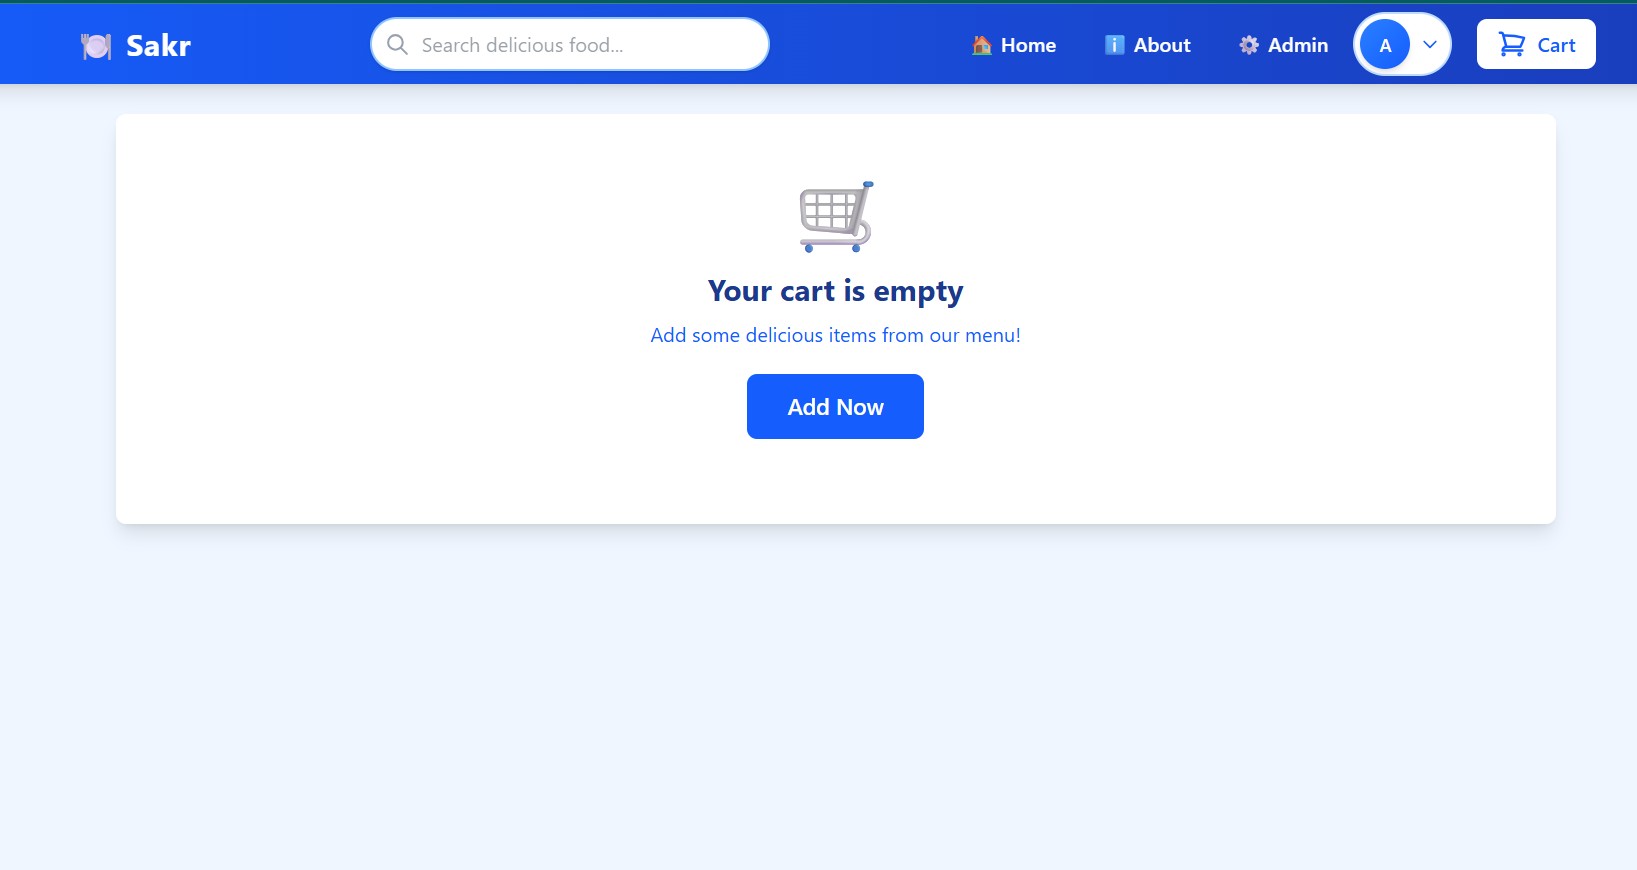 Sakr
Search delicious food...
Home
About
Admin
A
Cart
Your cart is empty
Add some delicious items from our menu!
Add Now